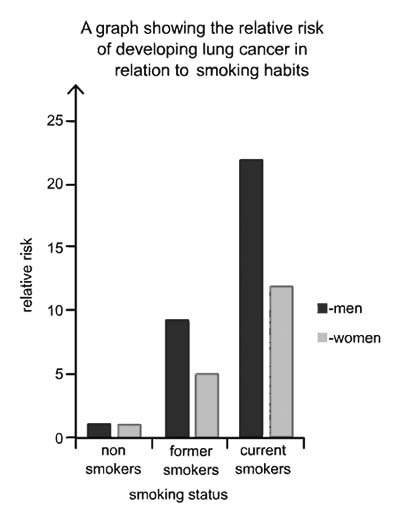 A graph showing the relative risk
of developing lung cancer in
relation to smoking habits
25
20
15
10
5
0
relative risk
-men
-women
non smokers
former smokers
current smokers
smoking status